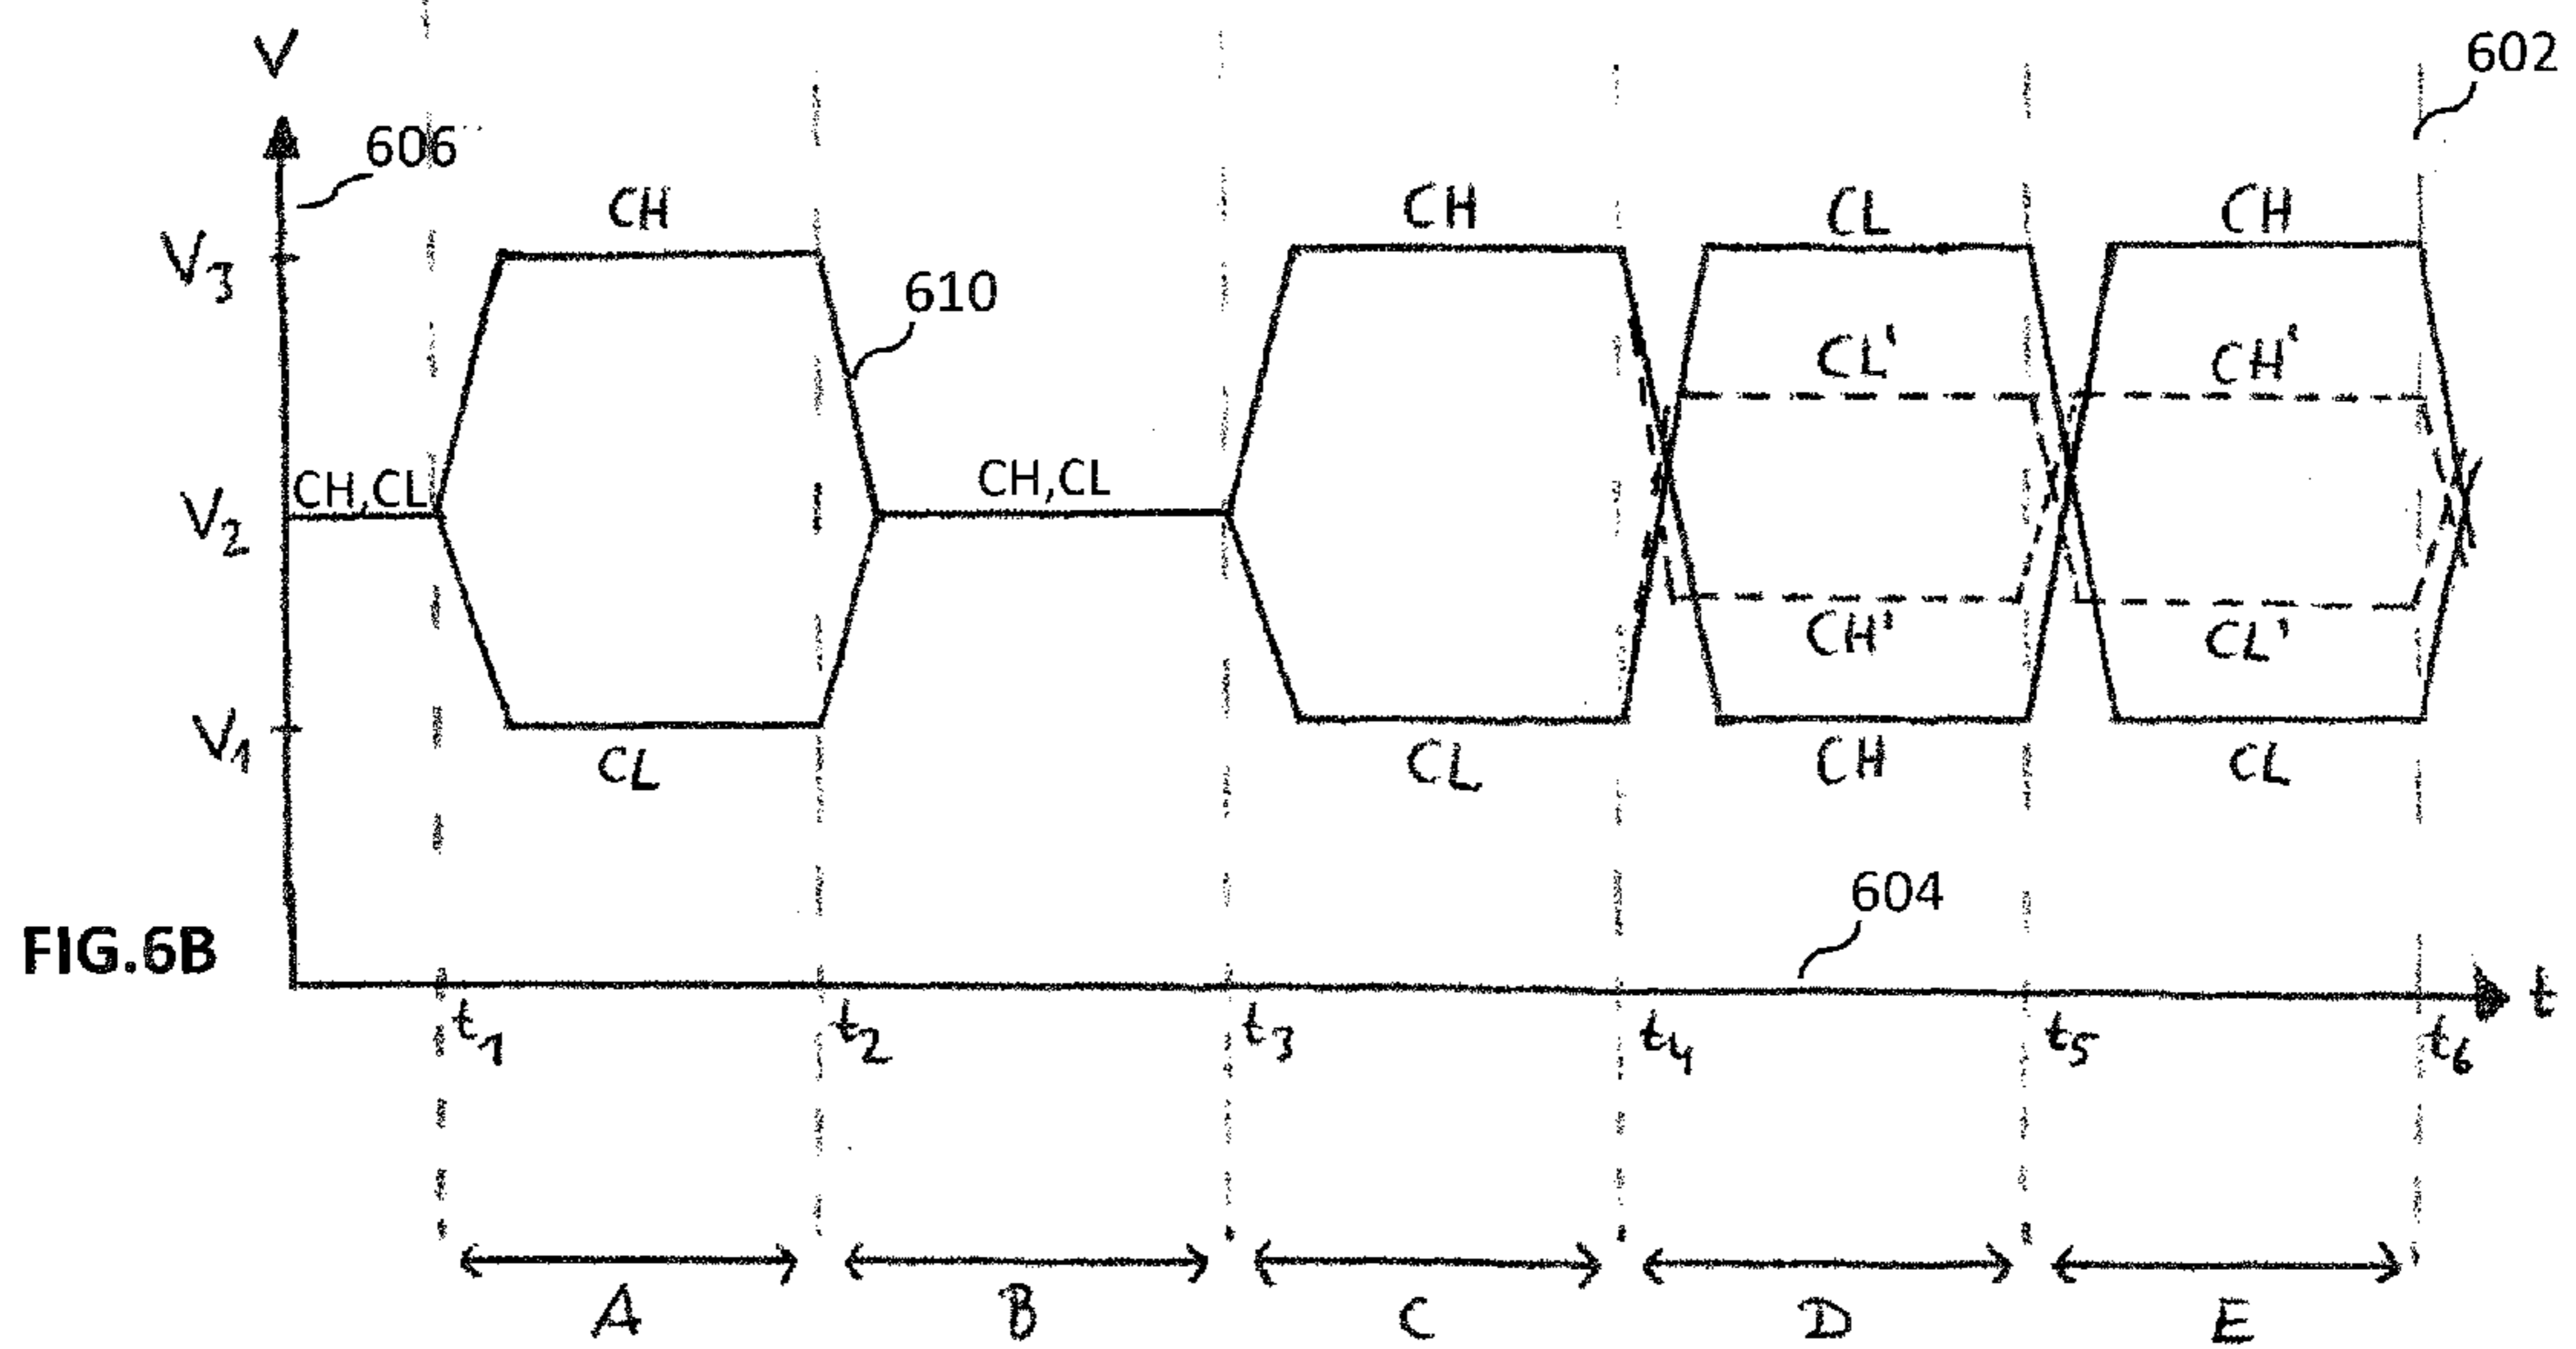 V
602
606
CH
CH
CL
CH
V3
610
CL'
CH'
CH,CL
CH,CL
V2
CH'
CL'
V1
CL
CL
CH
CL
604
FIG.6B
t1
t2
t3
t4
t5
t6
t
A
B
C
D
E